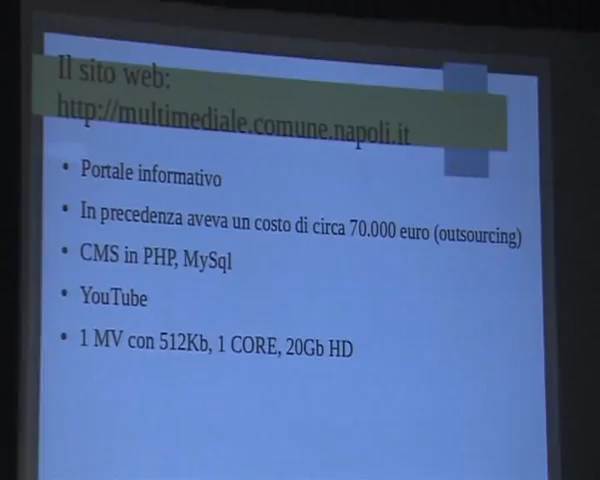 Il sito web:
http://multimediale.comune.napoli.it
• Portale informativo
• In precedenza aveva un costo di circa 70.000 euro (outsourcing)
• CMS in PHP, MySql
• YouTube
• 1 MV con 512Kb, 1 CORE, 20Gb HD